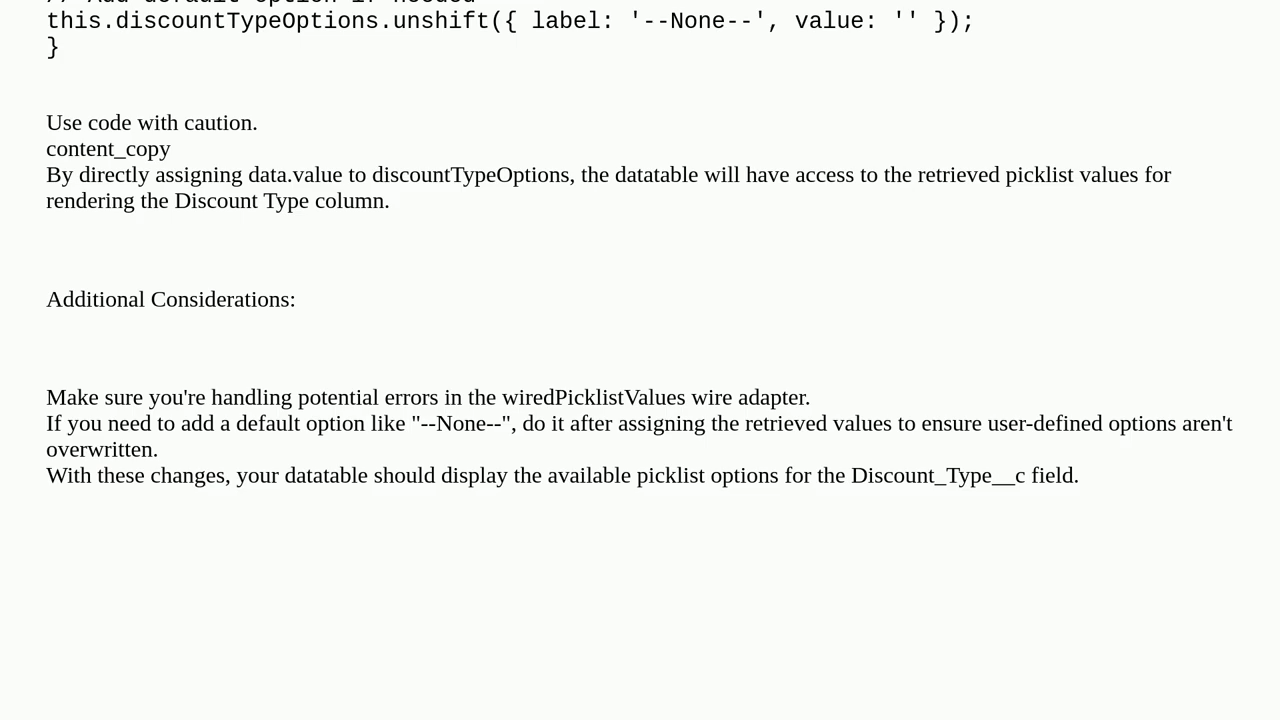 this.discountTypeOptions.unshift({ label: '--None--', value: '' });
}
Use code with caution.
content_copy
By directly assigning data.value to discountTypeOptions, the datatable will have access to the retrieved picklist values for
rendering the Discount Type column.
Additional Considerations:
Make sure you're handling potential errors in the wiredPicklistValues wire adapter.
If you need to add a default option like "--None--", do it after assigning the retrieved values to ensure user-defined options aren't
overwritten.
With these changes, your datatable should display the available picklist options for the Discount_Type__c field.